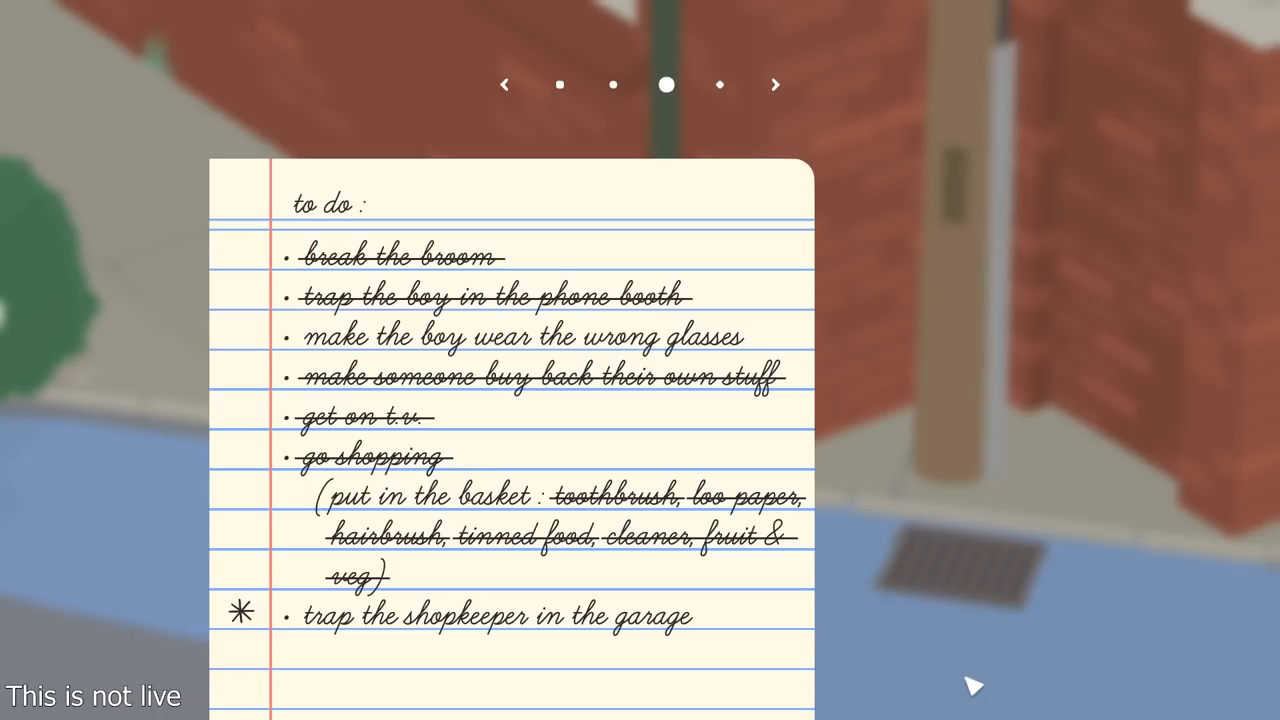 to do :
• break the broom
• trap the boy in the phone booth
• make the boy wear the wrong glasses
• make someone buy back their own stuff
• get on t.v.
• go shopping
(put in the basket : toothbrush, loo paper,
hairbrush, tinned food, cleaner, fruit &
veg)
• trap the shopkeeper in the garage
This is not live